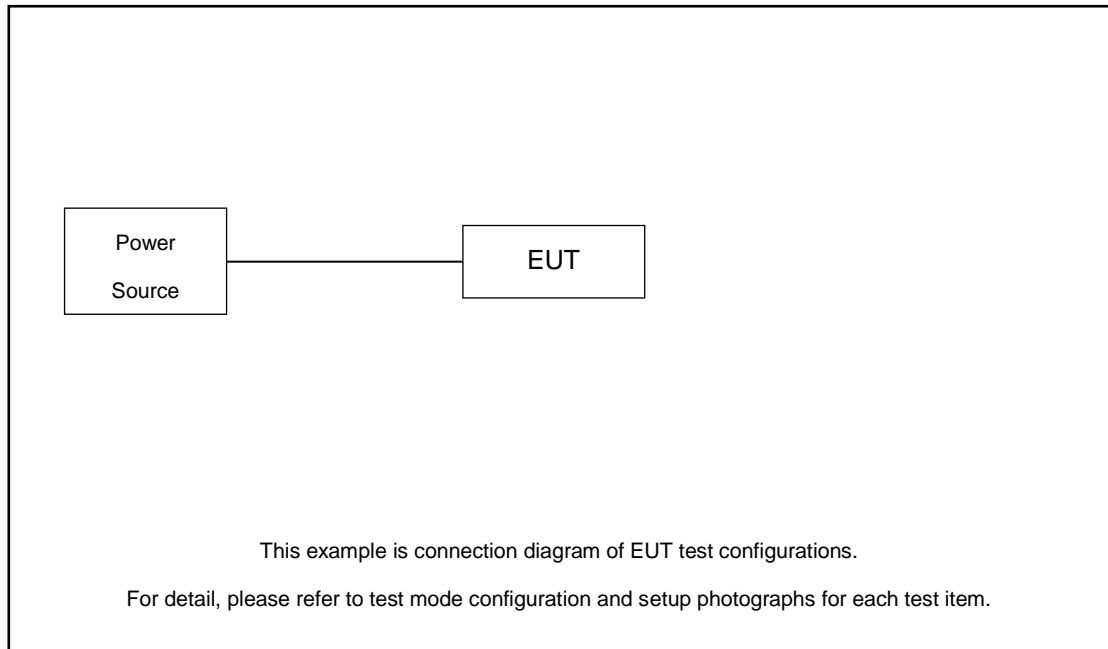 Power
Source
EUT
This example is connection diagram of EUT test configurations.
For detail, please refer to test mode configuration and setup photographs for each test item.